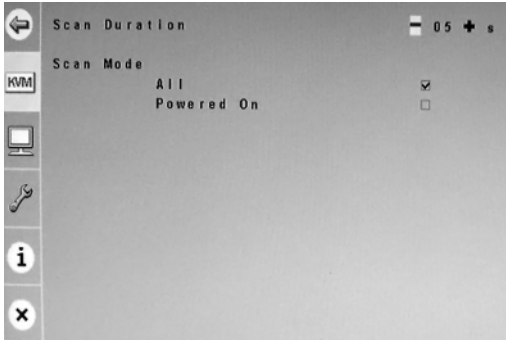 Scan Duration - 05 + s
Scan Mode
All
Powered On
KVM
i